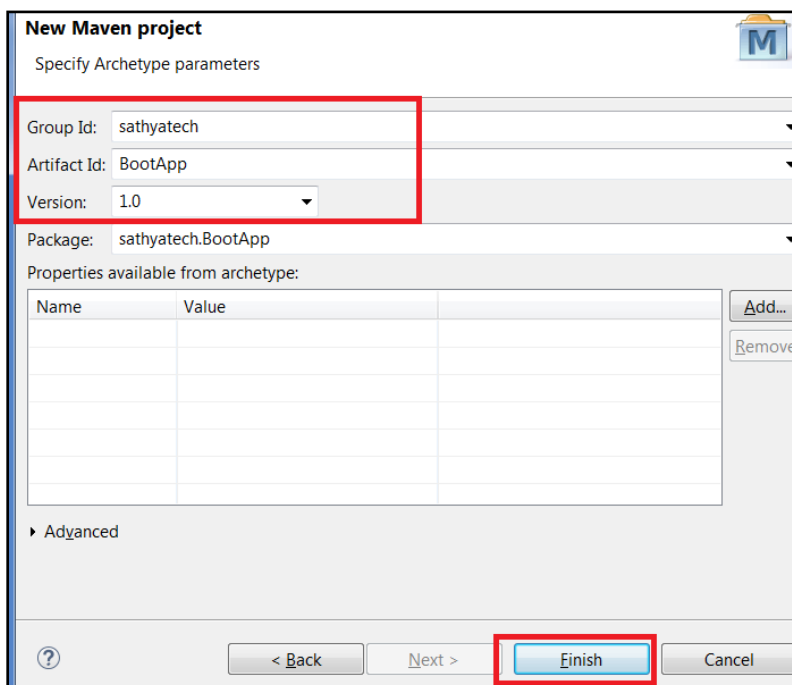 New Maven project
Specify Archetype parameters
M
Group Id: sathyatech
Artifact Id: BootApp
Version: 1.0
Package: sathyatech.BootApp
Properties available from archetype:
Name Value
Add...
Remove
Advanced
? < Back Next > Finish Cancel